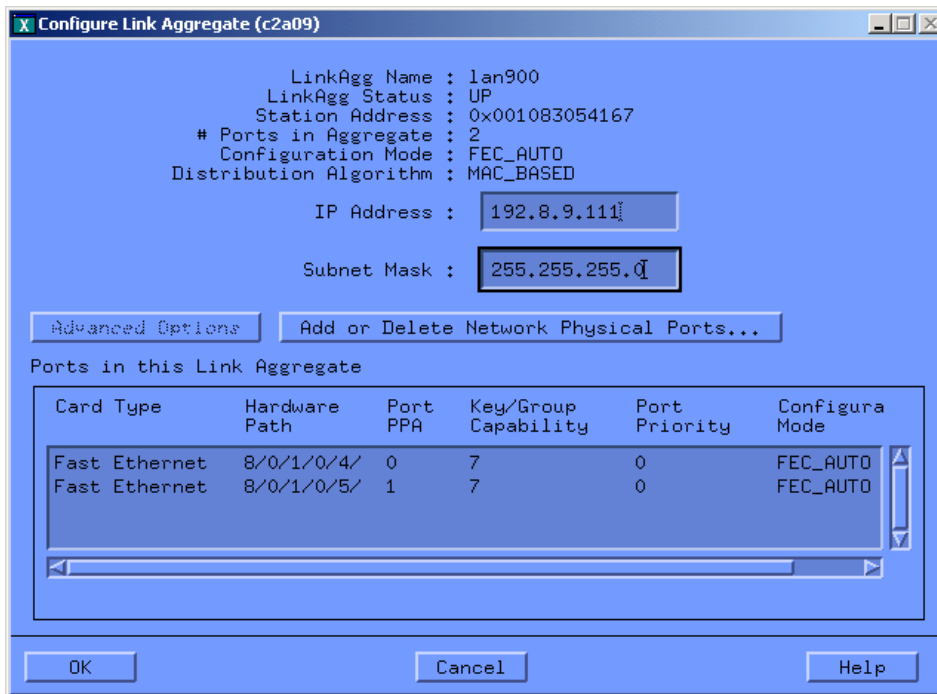 Configure Link Aggregate (c2a09)
LinkAgg Name : lan900
LinkAgg Status : UP
Station Address : 0x001083054167
# Ports in Aggregate : 2
Configuration Mode : FEC_AUTO
Distribution Algorithm : MAC_BASED
IP Address : 192.8.9.111
Subnet Mask : 255.255.255.0
Advanced Options Add or Delete Network Physical Ports...
Ports in this Link Aggregate
Card Type Hardware Port Key/Group Port Configura
Path PPA Capability Priority Mode
Fast Ethernet 8/0/1/0/4/ 0 7 0 FEC_AUTO
Fast Ethernet 8/0/1/0/5/ 1 7 0 FEC_AUTO
OK Cancel Help